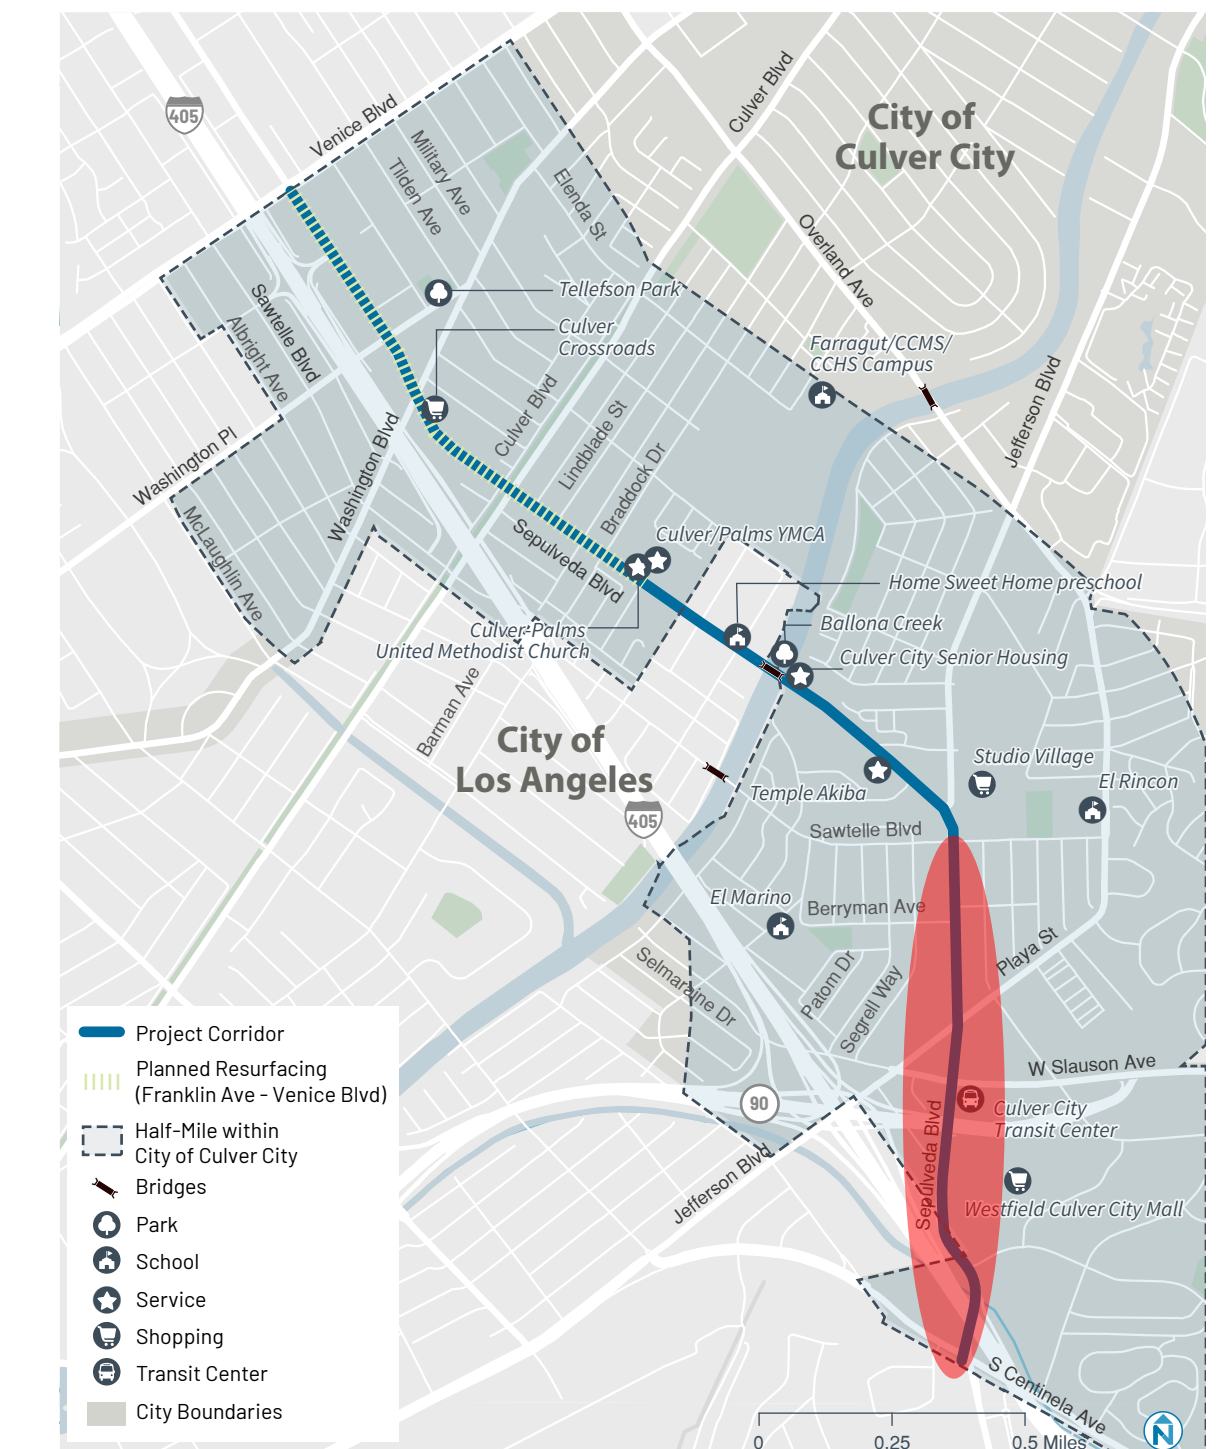 405
Venice Blvd
Military Ave
Tilden Ave
Elenda St
Culver Blvd
City of
Culver City
Overland Ave
Jefferson Blvd
Sawtelle Blvd
Albright Ave
Tellefson Park
Culver
Crossroads
Farragut/CCMS/
CCHS Campus
Washington Pl
Washington Blvd
McLaughlin Ave
Culver Blvd
Lindblade St
Braddock Dr
Sepulveda Blvd
Culver/Palms YMCA
Home Sweet Home preschool
Ballona Creek
Culver City Senior Housing
Culver-Palms
United Methodist Church
Barman Ave
City of
Los Angeles
405
Temple Akiba
Studio Village
El Rincon
Sawtelle Blvd
El Marino
Berryman Ave
Selmaraine Dr
Patom Dr
Segrell Way
Playa St
W Slauson Ave
90
Culver City
Transit Center
Jefferson Blvd
Sepulveda Blvd
Westfield Culver City Mall
S Centinela Ave
Project Corridor
Planned Resurfacing
(Franklin Ave - Venice Blvd)
Half-Mile within
City of Culver City
Bridges
Park
School
Service
Shopping
Transit Center
City Boundaries
0
0.25
0.5 Miles
N